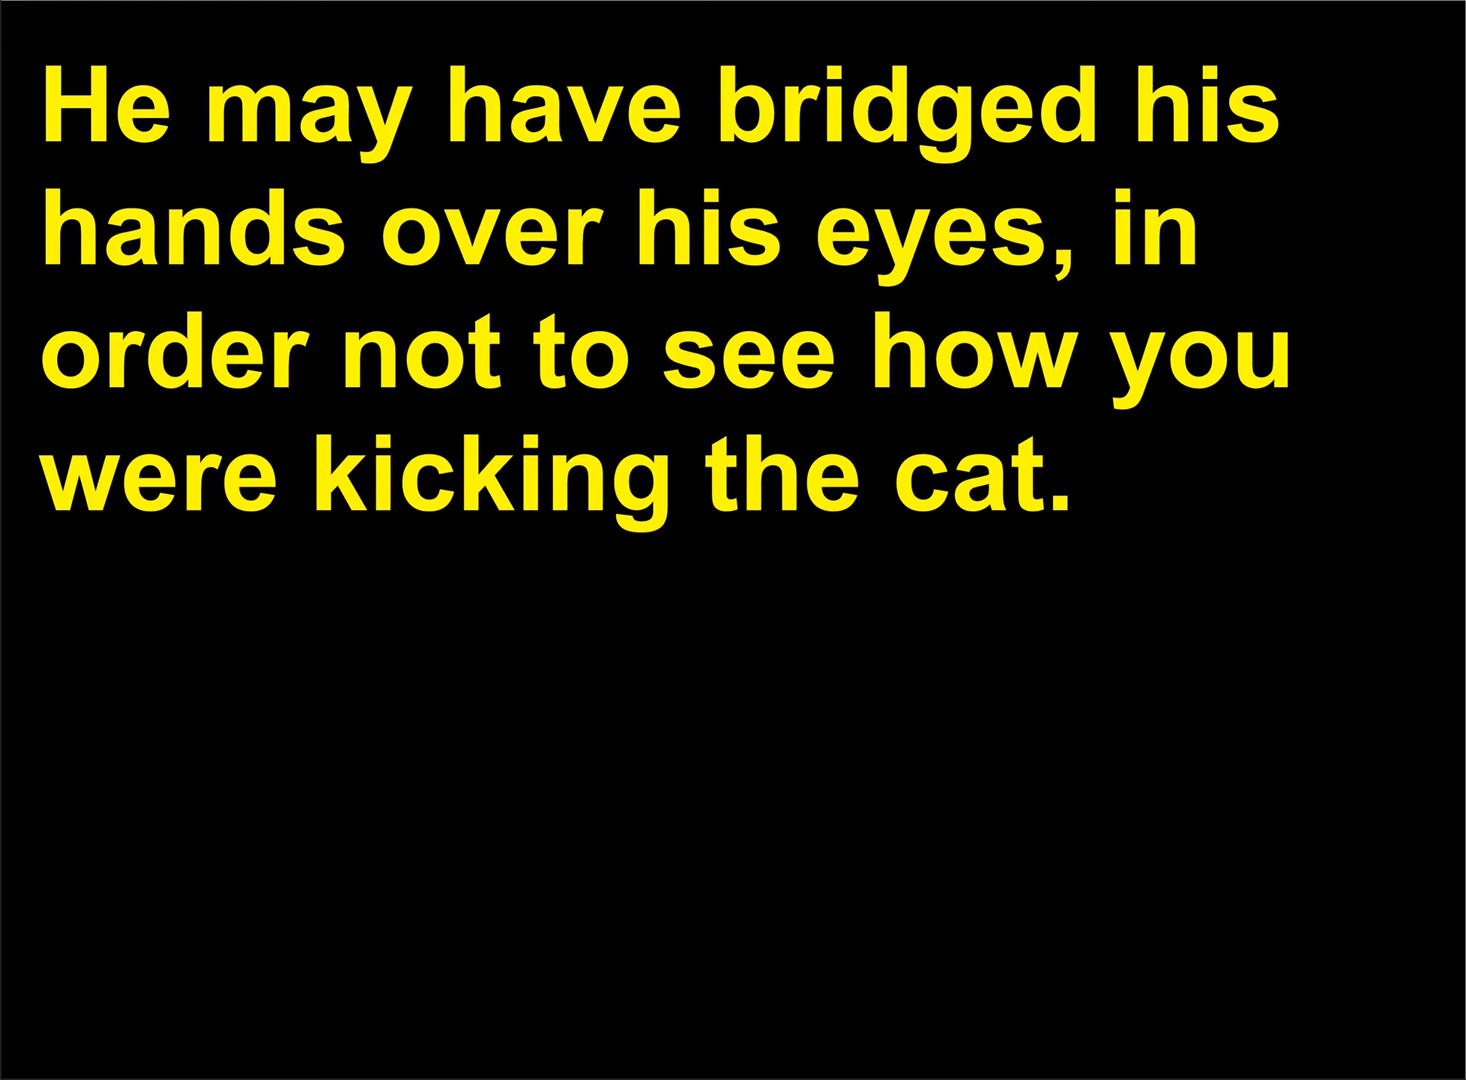 He may have bridged his
hands over his eyes, in
order not to see how you
were kicking the cat.